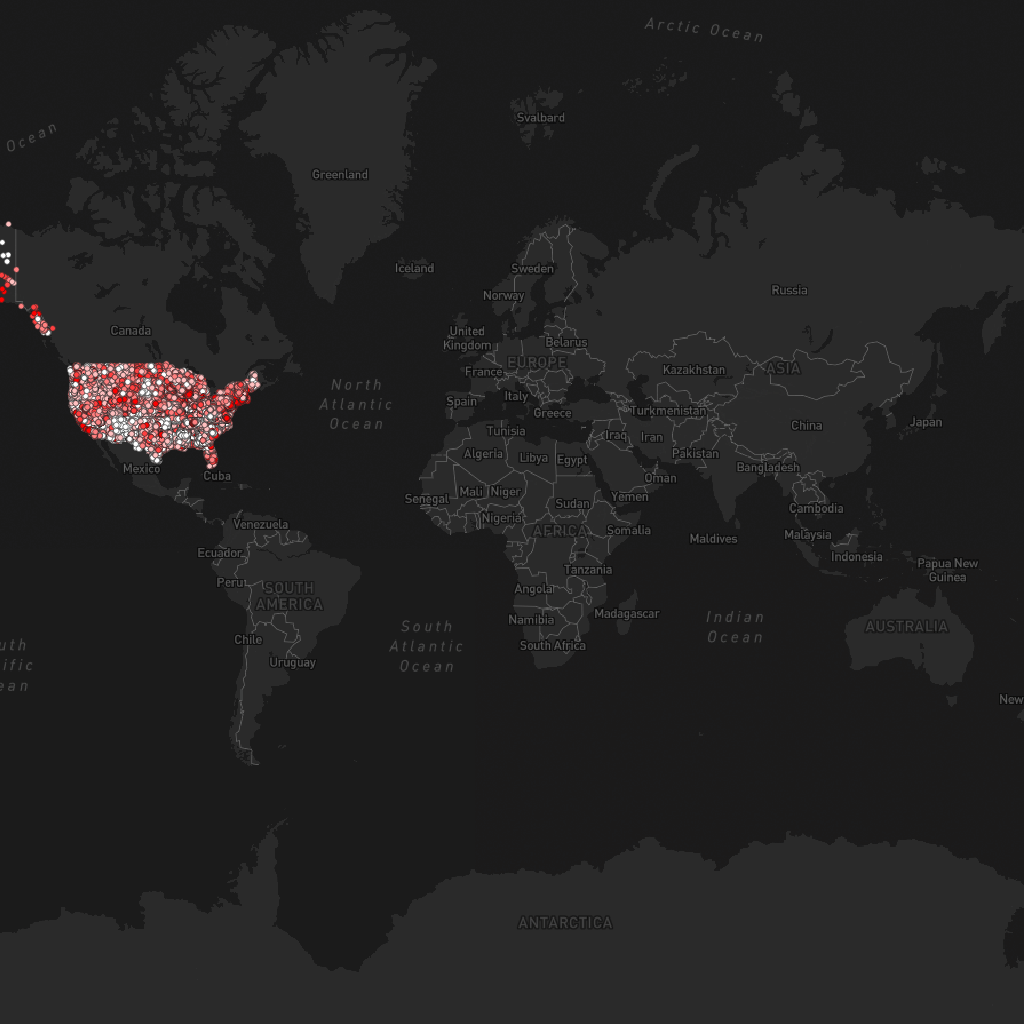 Arctic Ocean
Ocean
Svalbard
Greenland
Iceland
Sweden
Norway
Russia
Canada
United
Kingdom
Belarus
EUROPE
France
Kazakhstan
ASIA
North
Atlantic
Ocean
Spain
Italy
Greece
Turkmenistan
China
Japan
Tunisia
Iraq
Iran
Algeria
Libya
Egypt
Pakistan
Bangladesh
Mexico
Cuba
Oman
Senegal
Mali
Niger
Sudan
Yemen
Cambodia
Venezuela
Nigeria
AFRICA
Somalia
Maldives
Malaysia
Ecuador
Indonesia
Papua New
Guinea
Peru
SOUTH
AMERICA
Tanzania
Angola
Madagascar
Namibia
Indian
Ocean
AUSTRALIA
Chile
South
Atlantic
Ocean
South Africa
uth
ific
ean
Uruguay
New
ANTARCTICA